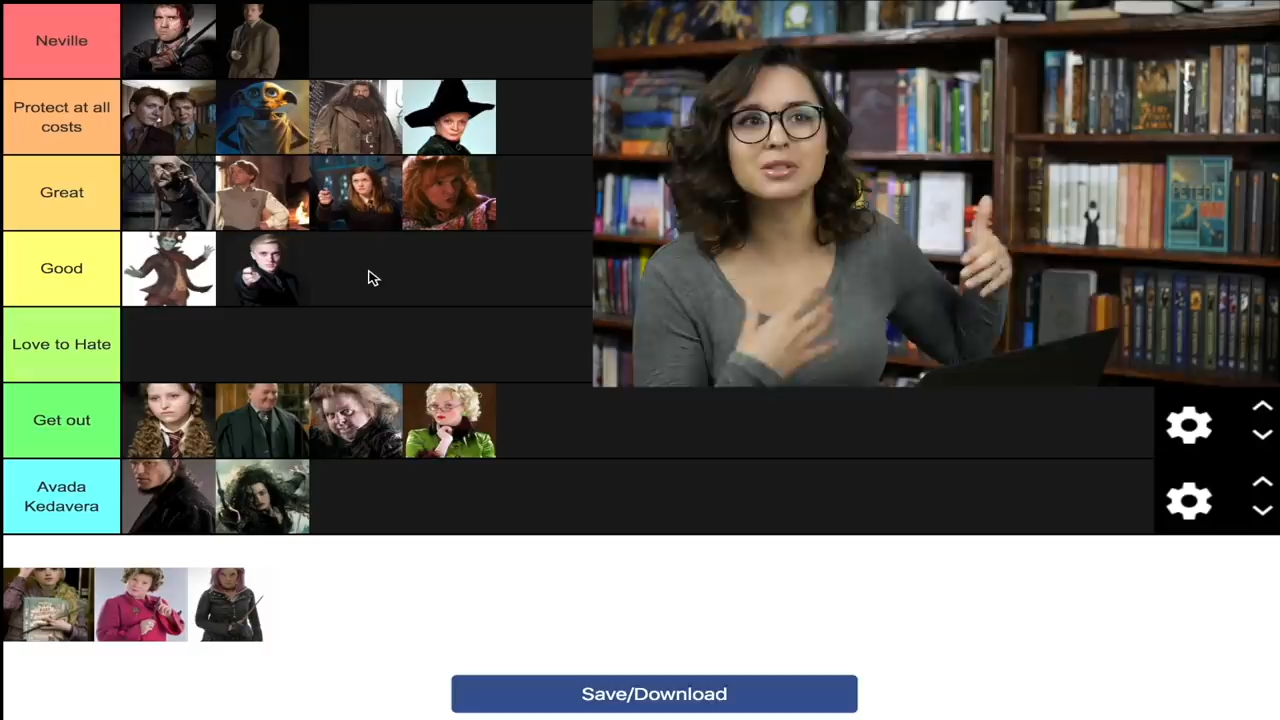 Neville
Protect at all
costs
Great
Good
Love to Hate
Get out
Avada
Kedavera
Save/Download